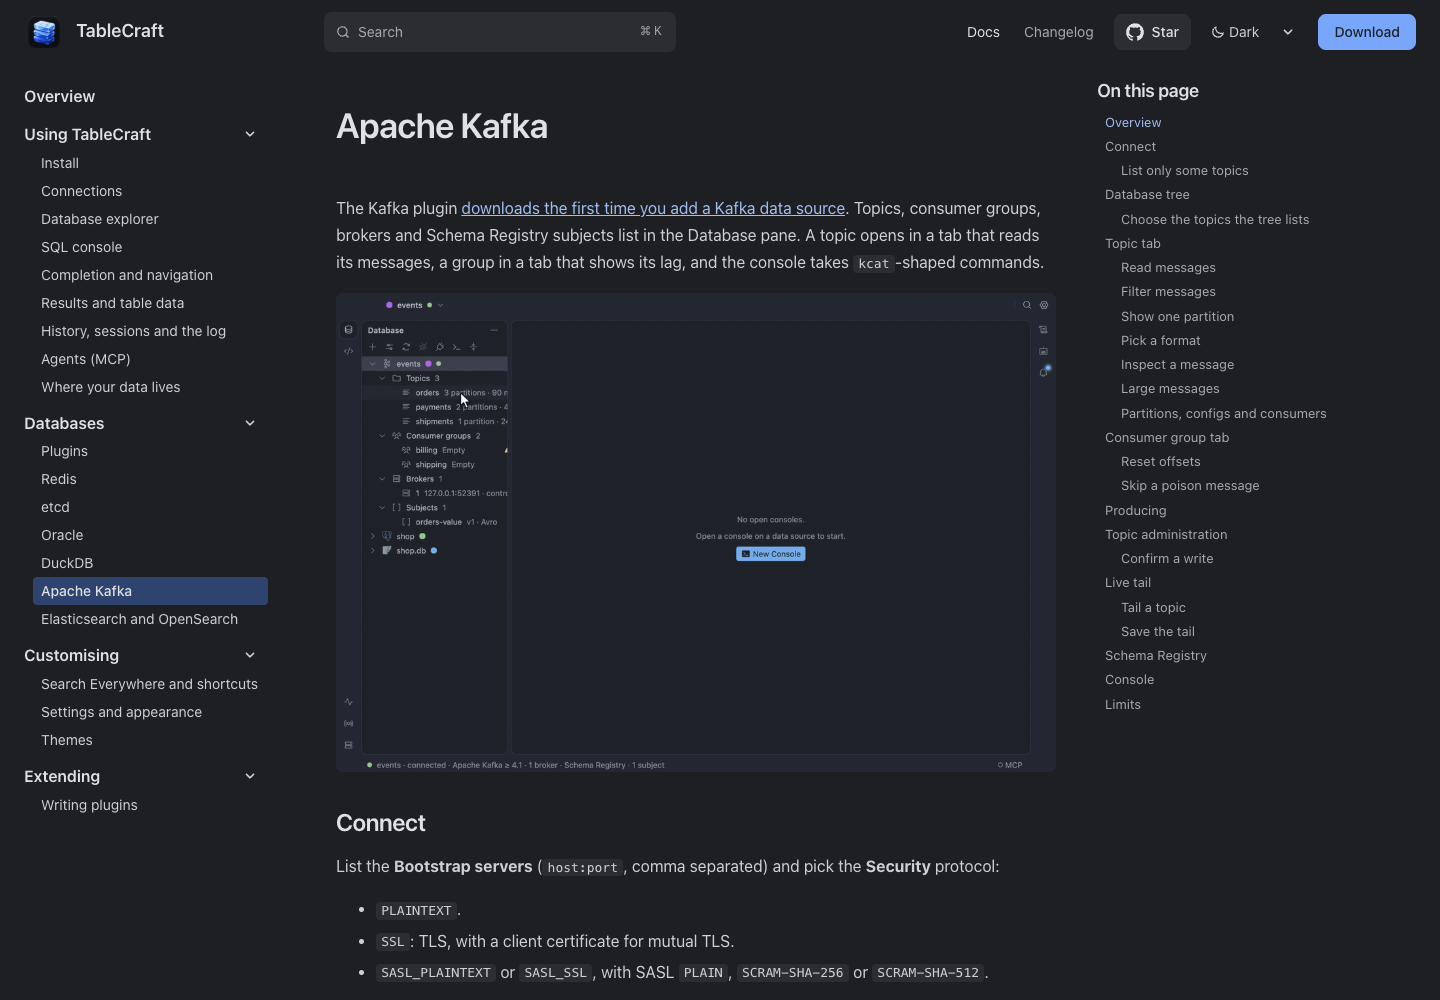 TableCraft
Search
⌘ K
Docs
Changelog
Star
Dark
Download
Overview
Using TableCraft
Install
Connections
Database explorer
SQL console
Completion and navigation
Results and table data
History, sessions and the log
Agents (MCP)
Where your data lives
Databases
Plugins
Redis
etcd
Oracle
DuckDB
Apache Kafka
Elasticsearch and OpenSearch
Customising
Search Everywhere and shortcuts
Settings and appearance
Themes
Extending
Writing plugins
Apache Kafka
The Kafka plugin downloads the first time you add a Kafka data source. Topics, consumer groups,
brokers and Schema Registry subjects list in the Database pane. A topic opens in a tab that reads
its messages, a group in a tab that shows its lag, and the console takes kcat-shaped commands.
events
Database
events
Topics 3
orders 3 partitions · 90
payments 2 partitions · 4
shipments 1 partition · 24
Consumer groups 2
billing Empty
shipping Empty
Brokers 1
1 127.0.0.1:52391 · contr
Subjects 1
orders-value v1 · Avro
shop
shop.db
No open consoles.
Open a console on a data source to start.
New Console
events · connected · Apache Kafka ≥ 4.1 · 1 broker · Schema Registry · 1 subject
MCP
Connect
List the Bootstrap servers (host:port, comma separated) and pick the Security protocol:
• PLAINTEXT.
• SSL: TLS, with a client certificate for mutual TLS.
• SASL_PLAINTEXT or SASL_SSL, with SASL PLAIN, SCRAM-SHA-256 or SCRAM-SHA-512.
On this page
Overview
Connect
List only some topics
Database tree
Choose the topics the tree lists
Topic tab
Read messages
Filter messages
Show one partition
Pick a format
Inspect a message
Large messages
Partitions, configs and consumers
Consumer group tab
Reset offsets
Skip a poison message
Producing
Topic administration
Confirm a write
Live tail
Tail a topic
Save the tail
Schema Registry
Console
Limits